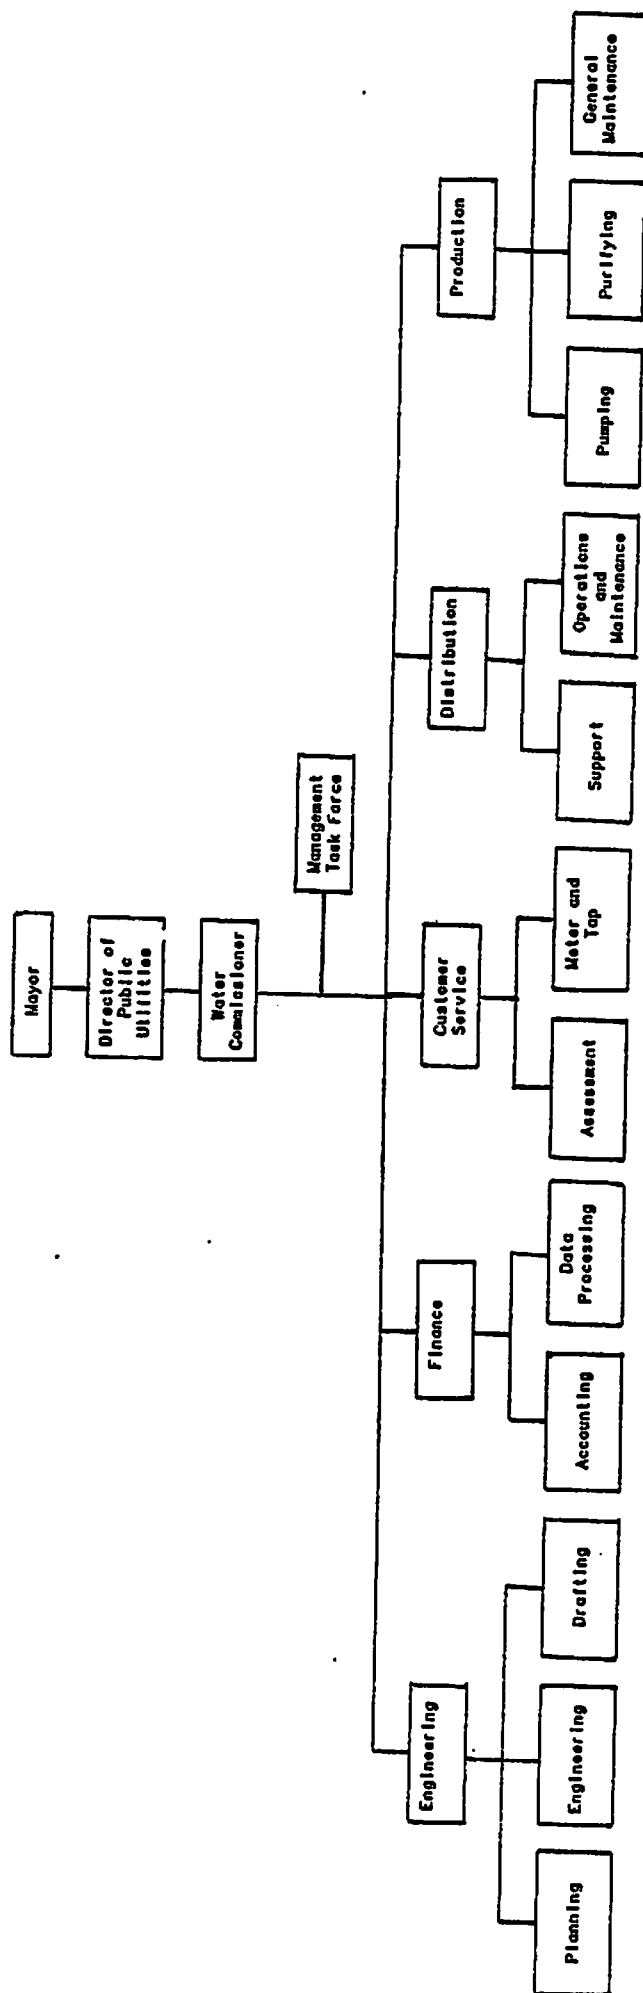 Mayor
Director of
Public
Utilities
Water
Commissioner
Management
Task Force
Engineering
Finance
Customer
Service
Distribution
Production
Planning
Engineering
Drafting
Accounting
Data
Processing
Assessment
Meter and
Tap
Support
Operations
and
Maintenance
Pumping
Purifying
General
Maintenance